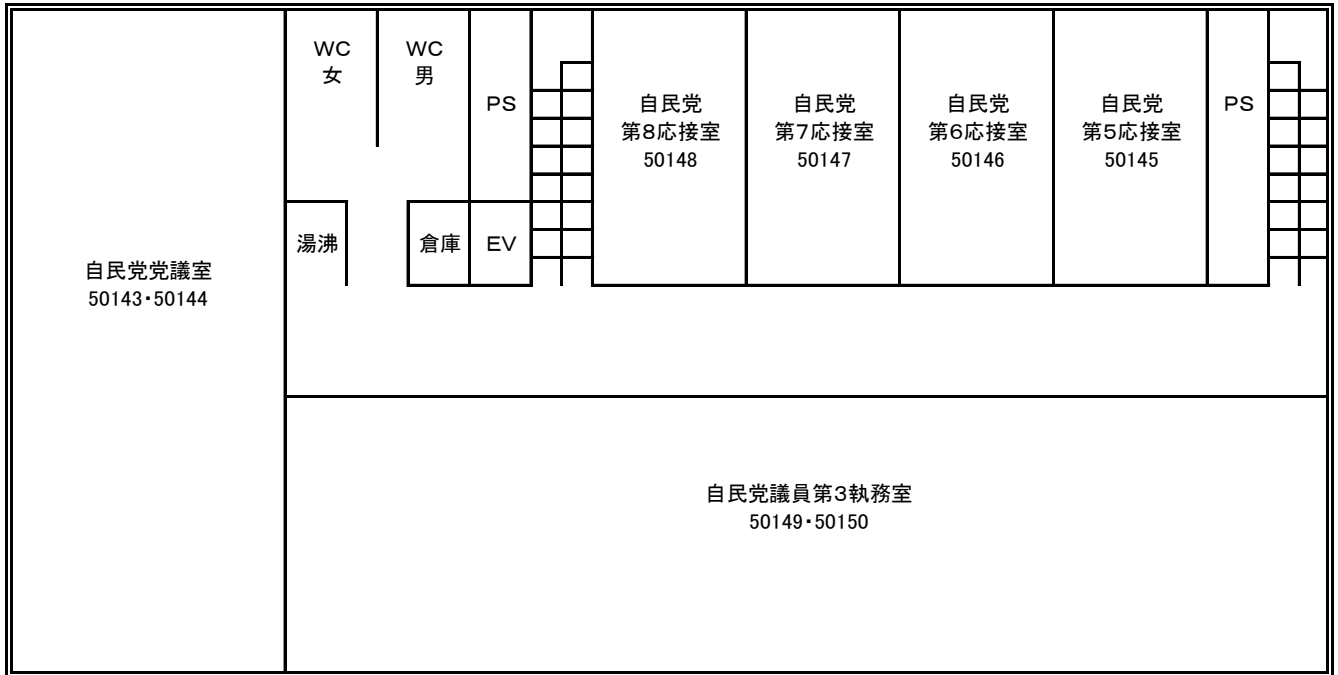 WC
女
WC
男
PS
自民党
第8応接室
50148
自民党
第7応接室
50147
自民党
第6応接室
50146
自民党
第5応接室
50145
PS
湯沸
倉庫
EV
自民党党議室
50143・50144
自民党議員第3執務室
50149・50150